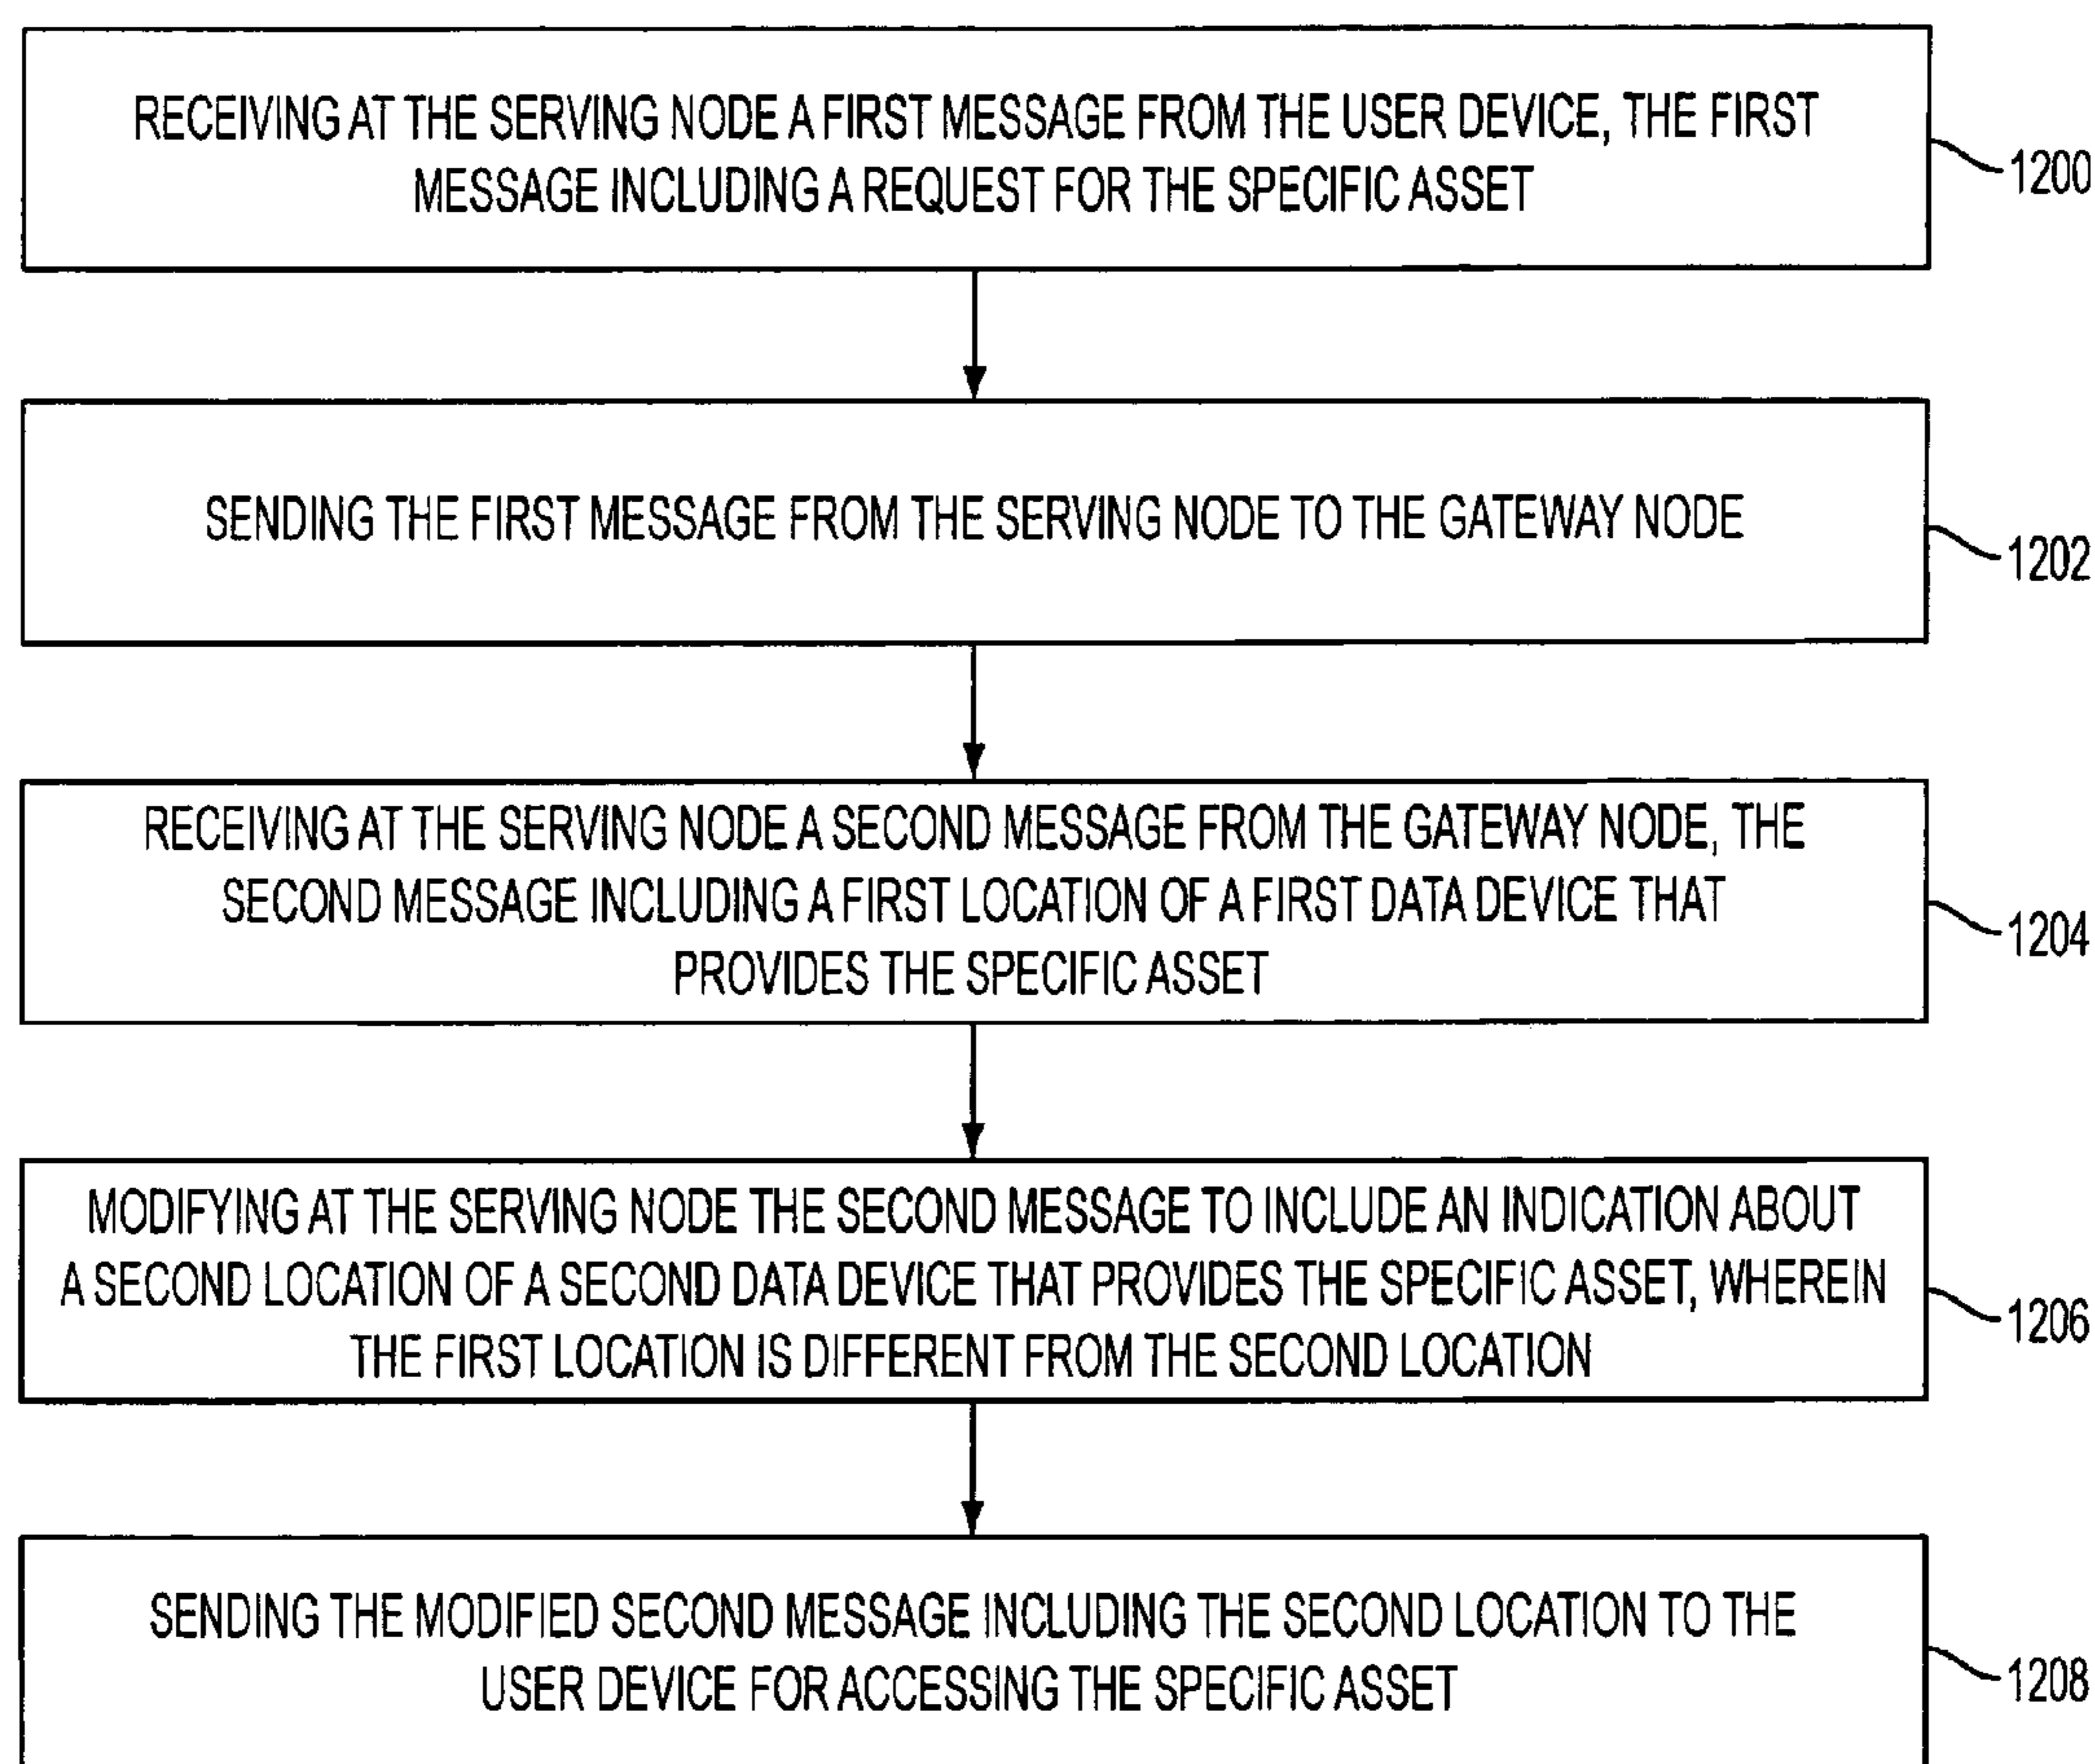 RECEIVING AT THE SERVING NODE A FIRST MESSAGE FROM THE USER DEVICE, THE FIRST
MESSAGE INCLUDING A REQUEST FOR THE SPECIFIC ASSET
1200
SENDING THE FIRST MESSAGE FROM THE SERVING NODE TO THE GATEWAY NODE
1202
RECEIVING AT THE SERVING NODE A SECOND MESSAGE FROM THE GATEWAY NODE, THE
SECOND MESSAGE INCLUDING A FIRST LOCATION OF A FIRST DATA DEVICE THAT
PROVIDES THE SPECIFIC ASSET
1204
MODIFYING AT THE SERVING NODE THE SECOND MESSAGE TO INCLUDE AN INDICATION ABOUT
A SECOND LOCATION OF A SECOND DATA DEVICE THAT PROVIDES THE SPECIFIC ASSET, WHEREIN
THE FIRST LOCATION IS DIFFERENT FROM THE SECOND LOCATION
1206
SENDING THE MODIFIED SECOND MESSAGE INCLUDING THE SECOND LOCATION TO THE
USER DEVICE FOR ACCESSING THE SPECIFIC ASSET
1208